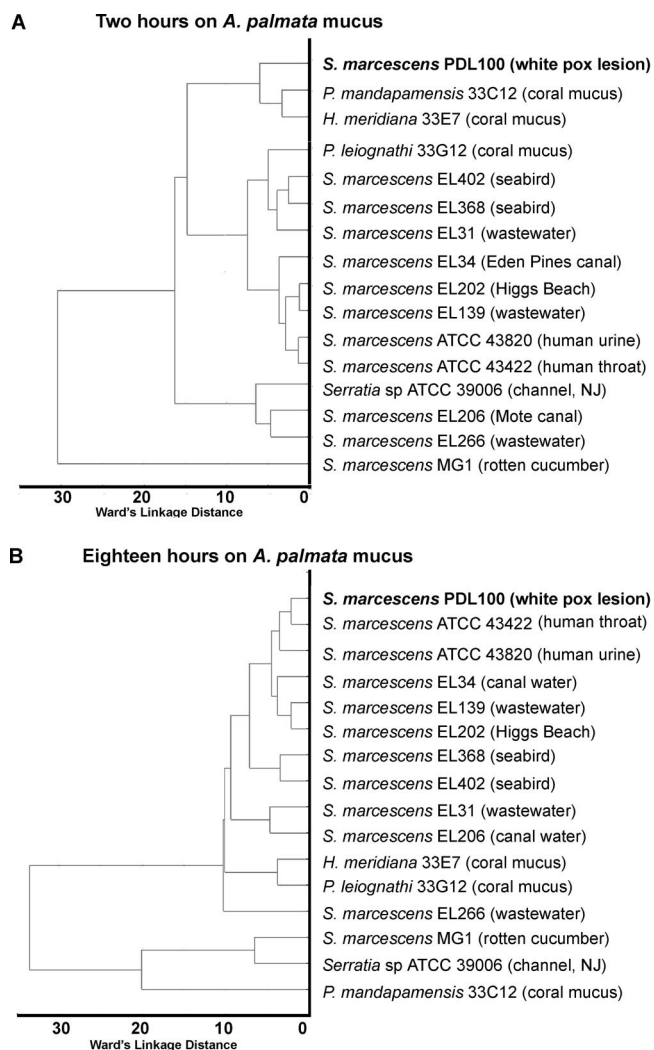 A
Two hours on A. palmata mucus
S. marcescens PDL100 (white pox lesion)
P. mandapamensis 33C12 (coral mucus)
H. meridiana 33E7 (coral mucus)
P. leiognathi 33G12 (coral mucus)
S. marcescens EL402 (seabird)
S. marcescens EL368 (seabird)
S. marcescens EL31 (wastewater)
S. marcescens EL34 (Eden Pines canal)
S. marcescens EL202 (Higgs Beach)
S. marcescens EL139 (wastewater)
S. marcescens ATCC 43820 (human urine)
S. marcescens ATCC 43422 (human throat)
Serratia sp ATCC 39006 (channel, NJ)
S. marcescens EL206 (Mote canal)
S. marcescens EL266 (wastewater)
S. marcescens MG1 (rotten cucumber)
30 20 10 0
Ward's Linkage Distance
B
Eighteen hours on A. palmata mucus
S. marcescens PDL100 (white pox lesion)
S. marcescens ATCC 43422 (human throat)
S. marcescens ATCC 43820 (human urine)
S. marcescens EL34 (canal water)
S. marcescens EL139 (wastewater)
S. marcescens EL202 (Higgs Beach)
S. marcescens EL368 (seabird)
S. marcescens EL402 (seabird)
S. marcescens EL31 (wastewater)
S. marcescens EL206 (canal water)
H. meridiana 33E7 (coral mucus)
P. leiognathi 33G12 (coral mucus)
S. marcescens EL266 (wastewater)
S. marcescens MG1 (rotten cucumber)
Serratia sp ATCC 39006 (channel, NJ)
P. mandapamensis 33C12 (coral mucus)
30 20 10 0
Ward's Linkage Distance